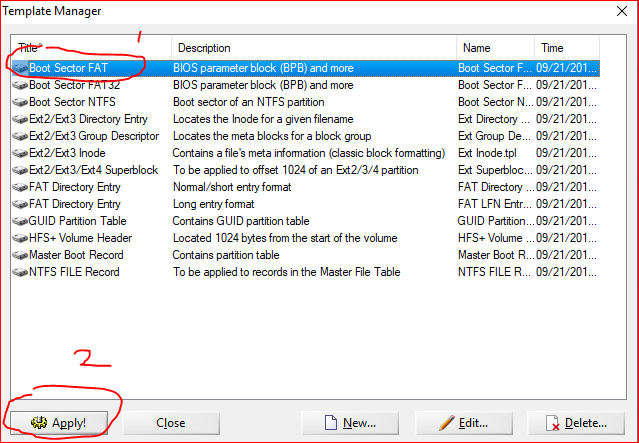 Template Manager
1
Title Description Name Time
Boot Sector FAT BIOS parameter block (BPB) and more Boot Sector F... 09/21/201...
Boot Sector FAT32 BIOS parameter block (BPB) and more Boot Sector F... 09/21/201...
Boot Sector NTFS Boot sector of an NTFS partition Boot Sector N... 09/21/201...
Ext2/Ext3 Directory Entry Locates the Inode for a given filename Ext Directory ... 09/21/201...
Ext2/Ext3 Group Descriptor Locates the meta blocks for a block group Ext Group De... 09/21/201...
Ext2/Ext3 Inode Contains a file's meta information (classic block formatting) Ext Inode.tpl 09/21/201...
Ext2/Ext3/Ext4 Superblock To be applied to offset 1024 of an Ext2/3/4 partition Ext Superbloc... 09/21/201...
FAT Directory Entry Normal/short entry format FAT Directory ... 09/21/201...
FAT Directory Entry Long entry format FAT LFN Entr... 09/21/201...
GUID Partition Table Contains GUID partition table GUID Partition... 09/21/201...
HFS+ Volume Header Located 1024 bytes from the start of the volume HFS+ Volume ... 09/21/201...
Master Boot Record Contains partition table Master Boot R... 09/21/201...
NTFS FILE Record To be applied to records in the Master File Table NTFS FILE R... 09/21/201...
2
Apply! Close New... Edit... Delete...